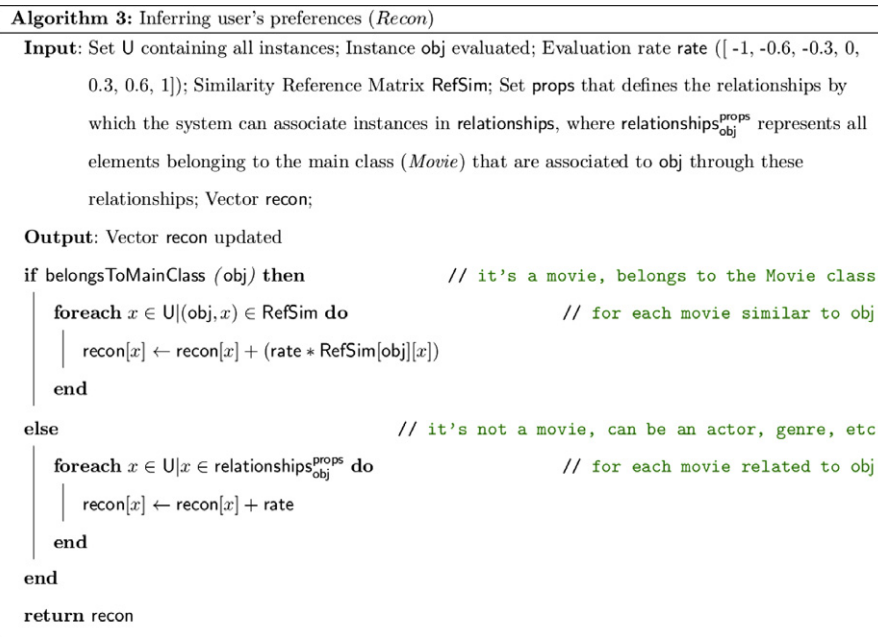 Algorithm 3: Inferring user's preferences (Recon)
Input: Set U containing all instances; Instance obj evaluated; Evaluation rate rate ([ -1, -0.6, -0.3, 0,
0.3, 0.6, 1]); Similarity Reference Matrix RefSim; Set props that defines the relationships by
which the system can associate instances in relationships, where relationships^props_obj represents all
elements belonging to the main class (Movie) that are associated to obj through these
relationships; Vector recon;
Output: Vector recon updated
if belongsToMainClass (obj) then // it's a movie, belongs to the Movie class
foreach x ∈ U|(obj, x) ∈ RefSim do // for each movie similar to obj
recon[x] ← recon[x] + (rate * RefSim[obj][x])
end
else // it's not a movie, can be an actor, genre, etc
foreach x ∈ U|x ∈ relationships^props_obj do // for each movie related to obj
recon[x] ← recon[x] + rate
end
end
return recon